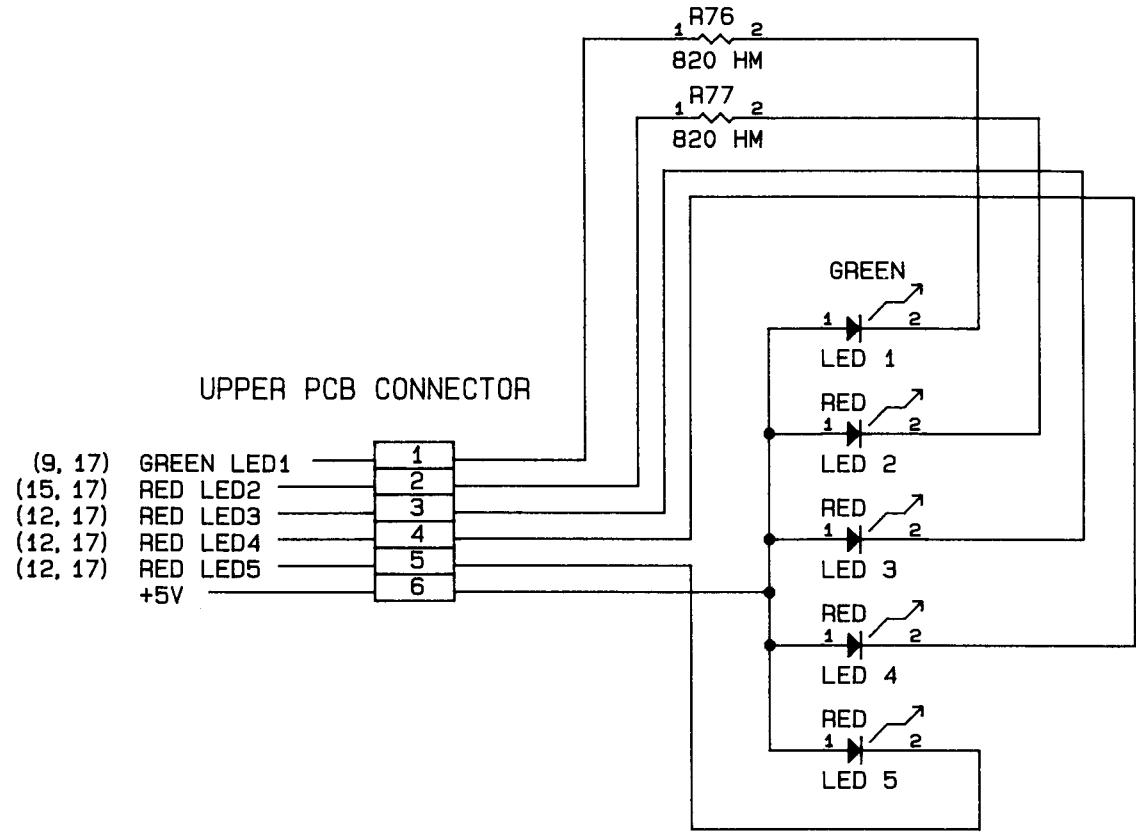 R76
1 2
820 HM
R77
1 2
820 HM
GREEN
1 2
LED 1
UPPER PCB CONNECTOR
RED
1 2
LED 2
(9, 17) GREEN LED1 1
(15, 17) RED LED2 2
(12, 17) RED LED3 3
(12, 17) RED LED4 4
(12, 17) RED LED5 5
+5V 6
RED
1 2
LED 3
RED
1 2
LED 4
RED
1 2
LED 5